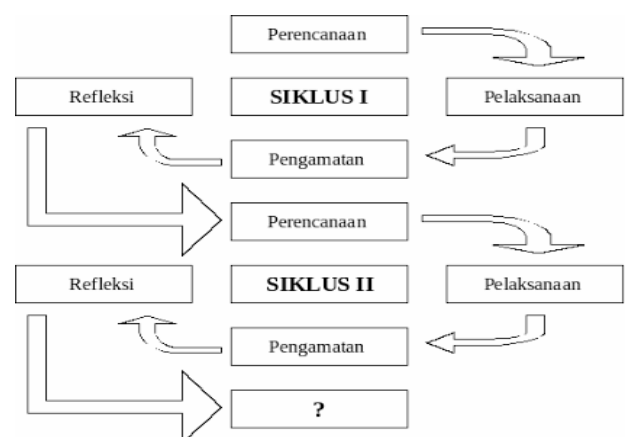 Perencanaan
Refleksi
SIKLUS I
Pelaksanaan
Pengamatan
Perencanaan
Refleksi
SIKLUS II
Pelaksanaan
Pengamatan
?